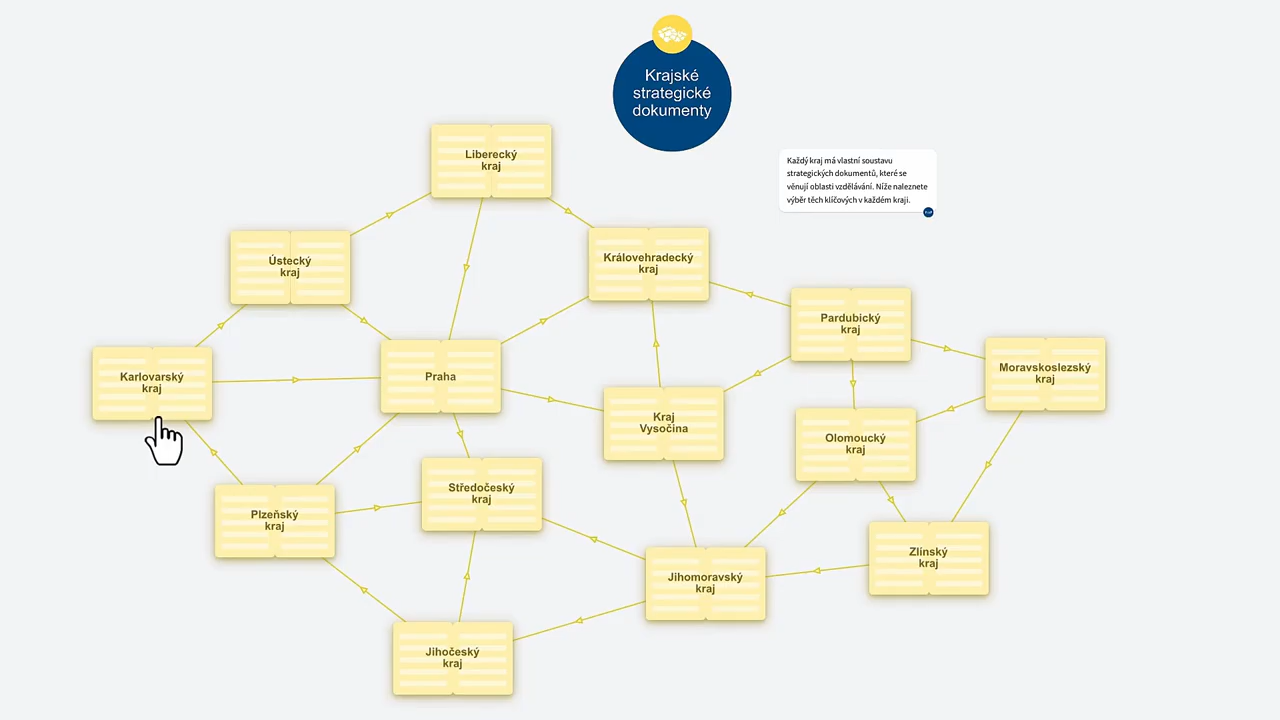 Krajské
strategické
dokumenty
Každý kraj má vlastní soustavu
strategických dokumentů, které se
věnují oblasti vzdělávání. Níže naleznete
výběr těch klíčových v každém kraji.
Liberecký
kraj
Ústecký
kraj
Královehradecký
kraj
Pardubický
kraj
Karlovarský
kraj
Praha
Moravskoslezský
kraj
Kraj
Vysočina
Olomoucký
kraj
Středočeský
kraj
Plzeňský
kraj
Zlínský
kraj
Jihomoravský
kraj
Jihočeský
kraj